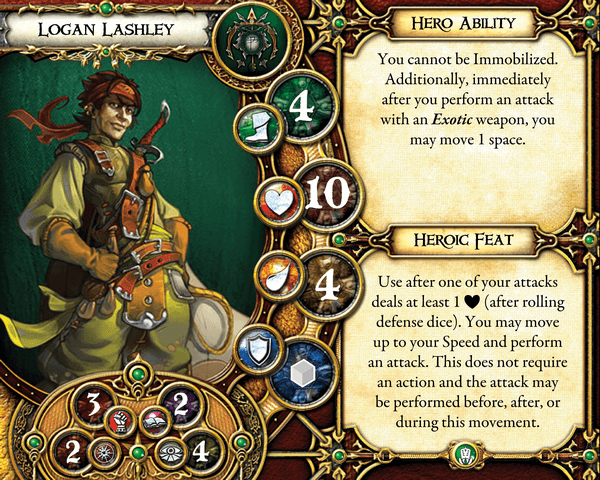 Logan Lashley
4
10
4
3
2
2
4
Hero Ability
You cannot be Immobilized.
Additionally, immediately
after you perform an attack
with an Exotic weapon, you
may move 1 space.
Heroic Feat
Use after one of your attacks
deals at least 1 ♥ (after rolling
defense dice). You may move
up to your Speed and perform
an attack. This does not require
an action and the attack may
be performed before, after, or
during this movement.